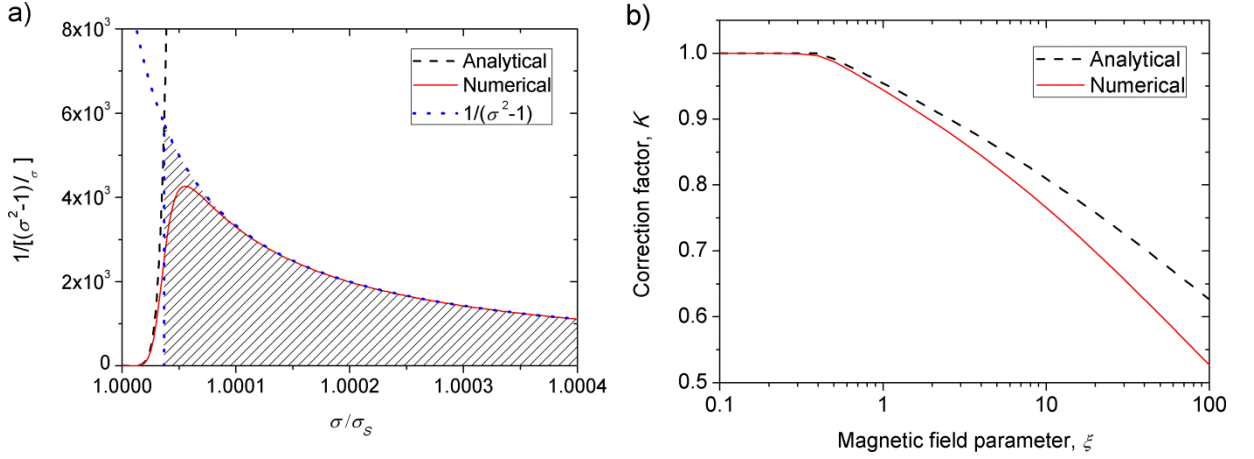 a)
8x10³
6x10³
4x10³
2x10³
0
1/[(σ²-1)/σ ]
Analytical
Numerical
1/(σ²-1)
1.0000
1.0001
1.0002
1.0003
1.0004
σ/σS
b)
1.0
0.9
0.8
0.7
0.6
0.5
Correction factor, K
Analytical
Numerical
0.1
1
10
100
Magnetic field parameter, ξ